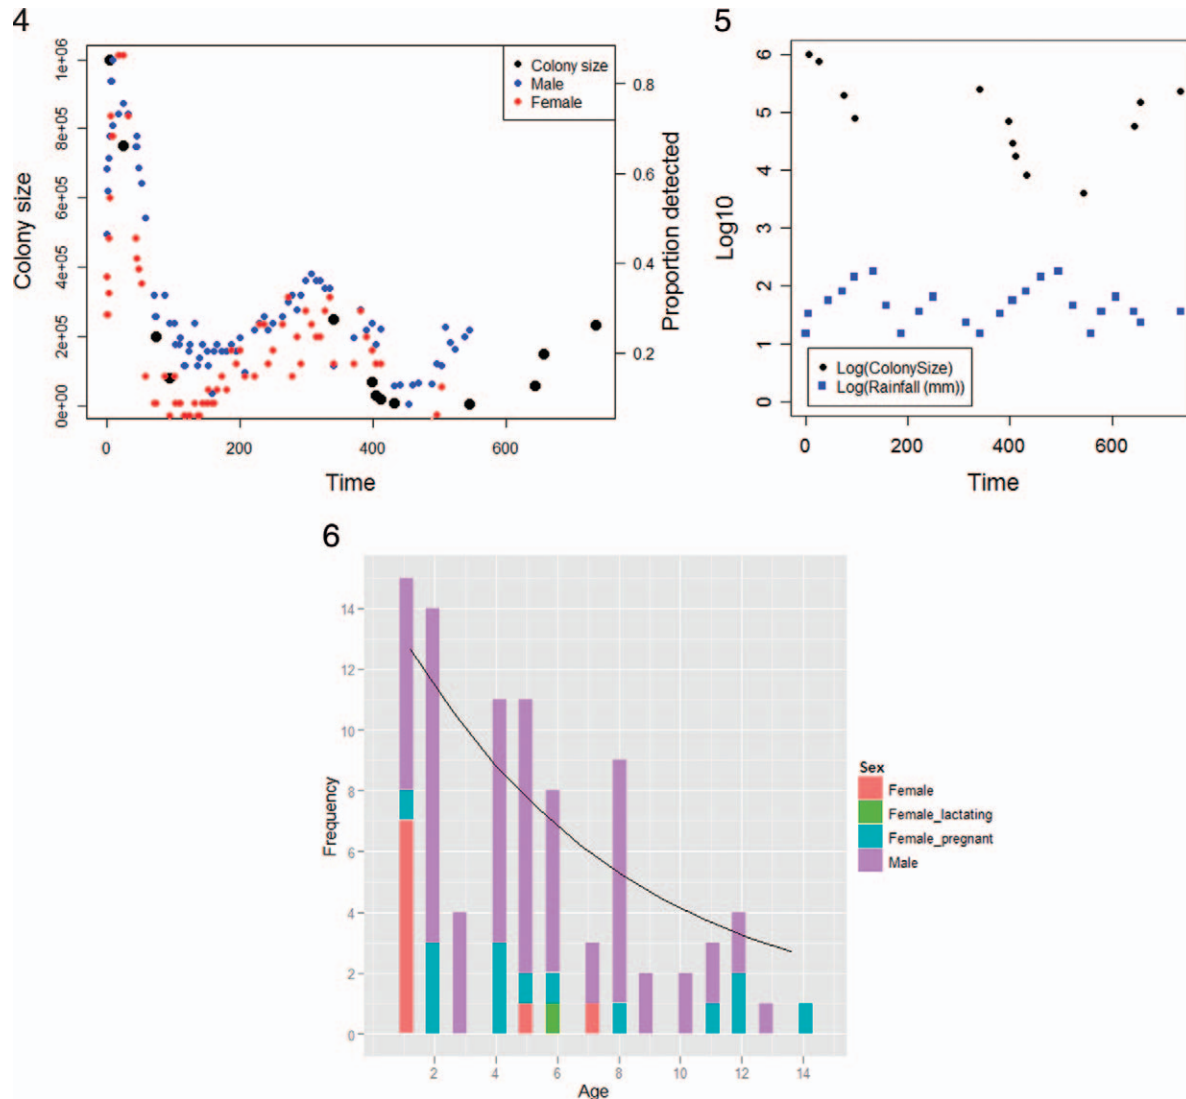 4
Colony size
1e+06
8e+05
6e+05
4e+05
2e+05
0e+00
Colony size
Male
Female
0.8
0.6
0.4
0.2
Proportion detected
0 200 400 600
Time
5
Log10
6
5
4
3
2
1
0
Log(ColonySize)
Log(Rainfall (mm))
0 200 400 600
Time
6
Frequency
14
12
10
8
6
4
2
0
2 4 6 8 10 12 14
Age
Sex
Female
Female_lactating
Female_pregnant
Male